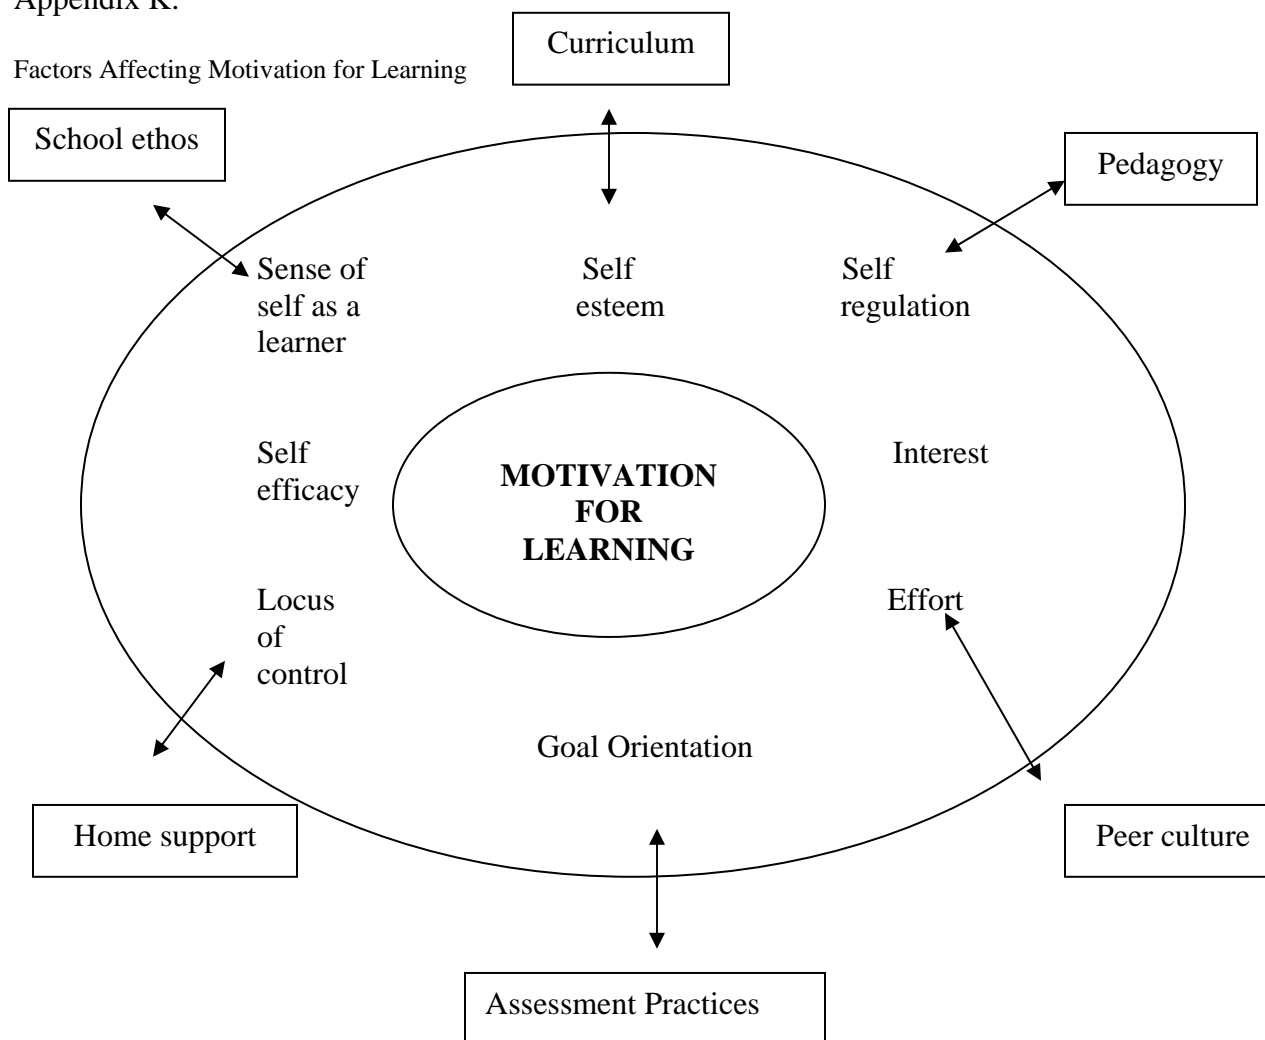 Appendix K.
Curriculum
Factors Affecting Motivation for Learning
School ethos
Pedagogy
Sense of
self as a
learner
Self
esteem
Self
regulation
Self
efficacy
MOTIVATION
FOR
LEARNING
Interest
Locus
of
control
Effort
Goal Orientation
Home support
Peer culture
Assessment Practices